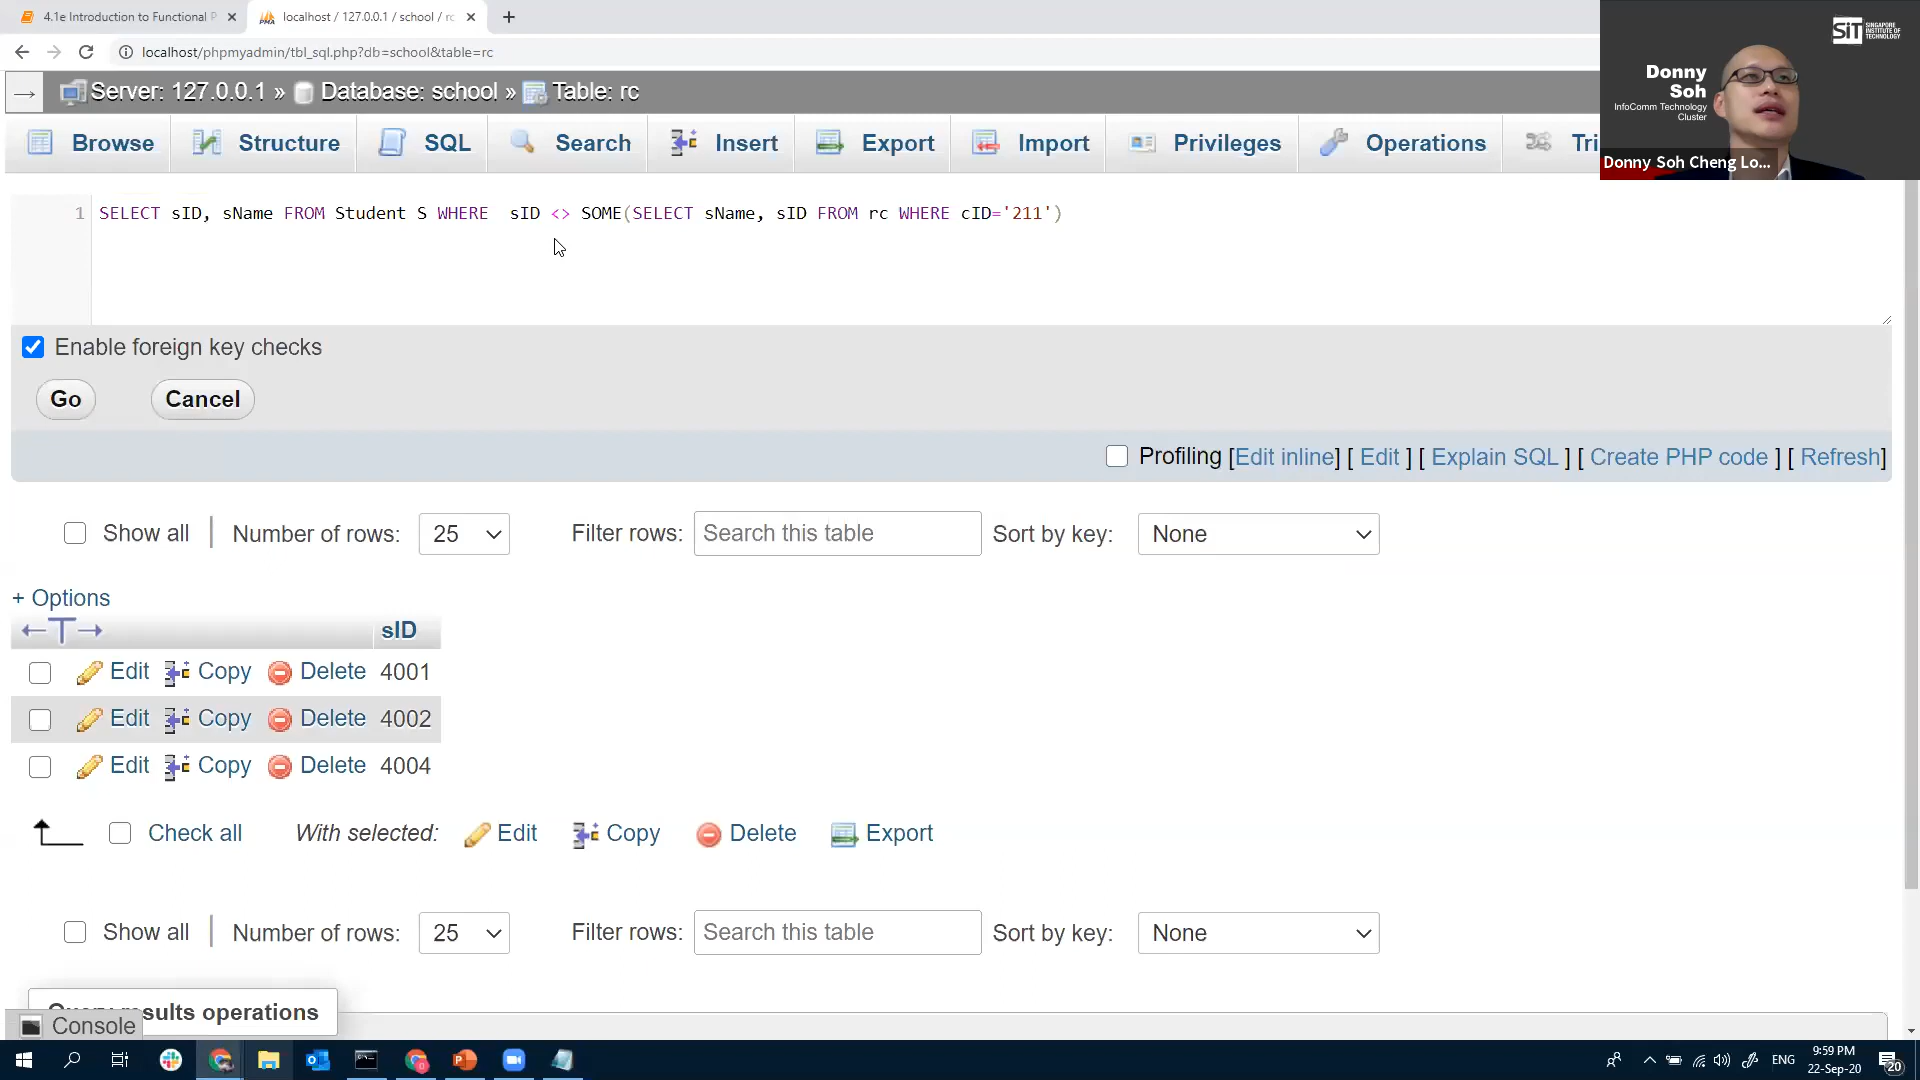 4.1e Introduction to Functional
localhost / 127.0.0.1 / school / rc
localhost/phpmyadmin/tbl_sql.php?db=school&table=rc
Server: 127.0.0.1 » Database: school » Table: rc
Browse Structure SQL Search Insert Export Import Privileges Operations
1 SELECT sID, sName FROM Student S WHERE sID <> SOME(SELECT sName, sID FROM rc WHERE cID='211')
Enable foreign key checks
Go Cancel
Profiling [Edit inline] [ Edit ] [ Explain SQL ] [ Create PHP code ] [ Refresh]
Show all Number of rows: 25 Filter rows: Search this table Sort by key: None
+ Options
←T→ sID
Edit Copy Delete 4001
Edit Copy Delete 4002
Edit Copy Delete 4004
Check all With selected: Edit Copy Delete Export
Show all Number of rows: 25 Filter rows: Search this table Sort by key: None
results operations
Console
ENG
9:59 PM
22-Sep-20
20
SiT SINGAPORE
INSTITUTE OF
TECHNOLOGY
Donny
Soh
InfoComm Technology
Cluster
Donny Soh Cheng Lo...